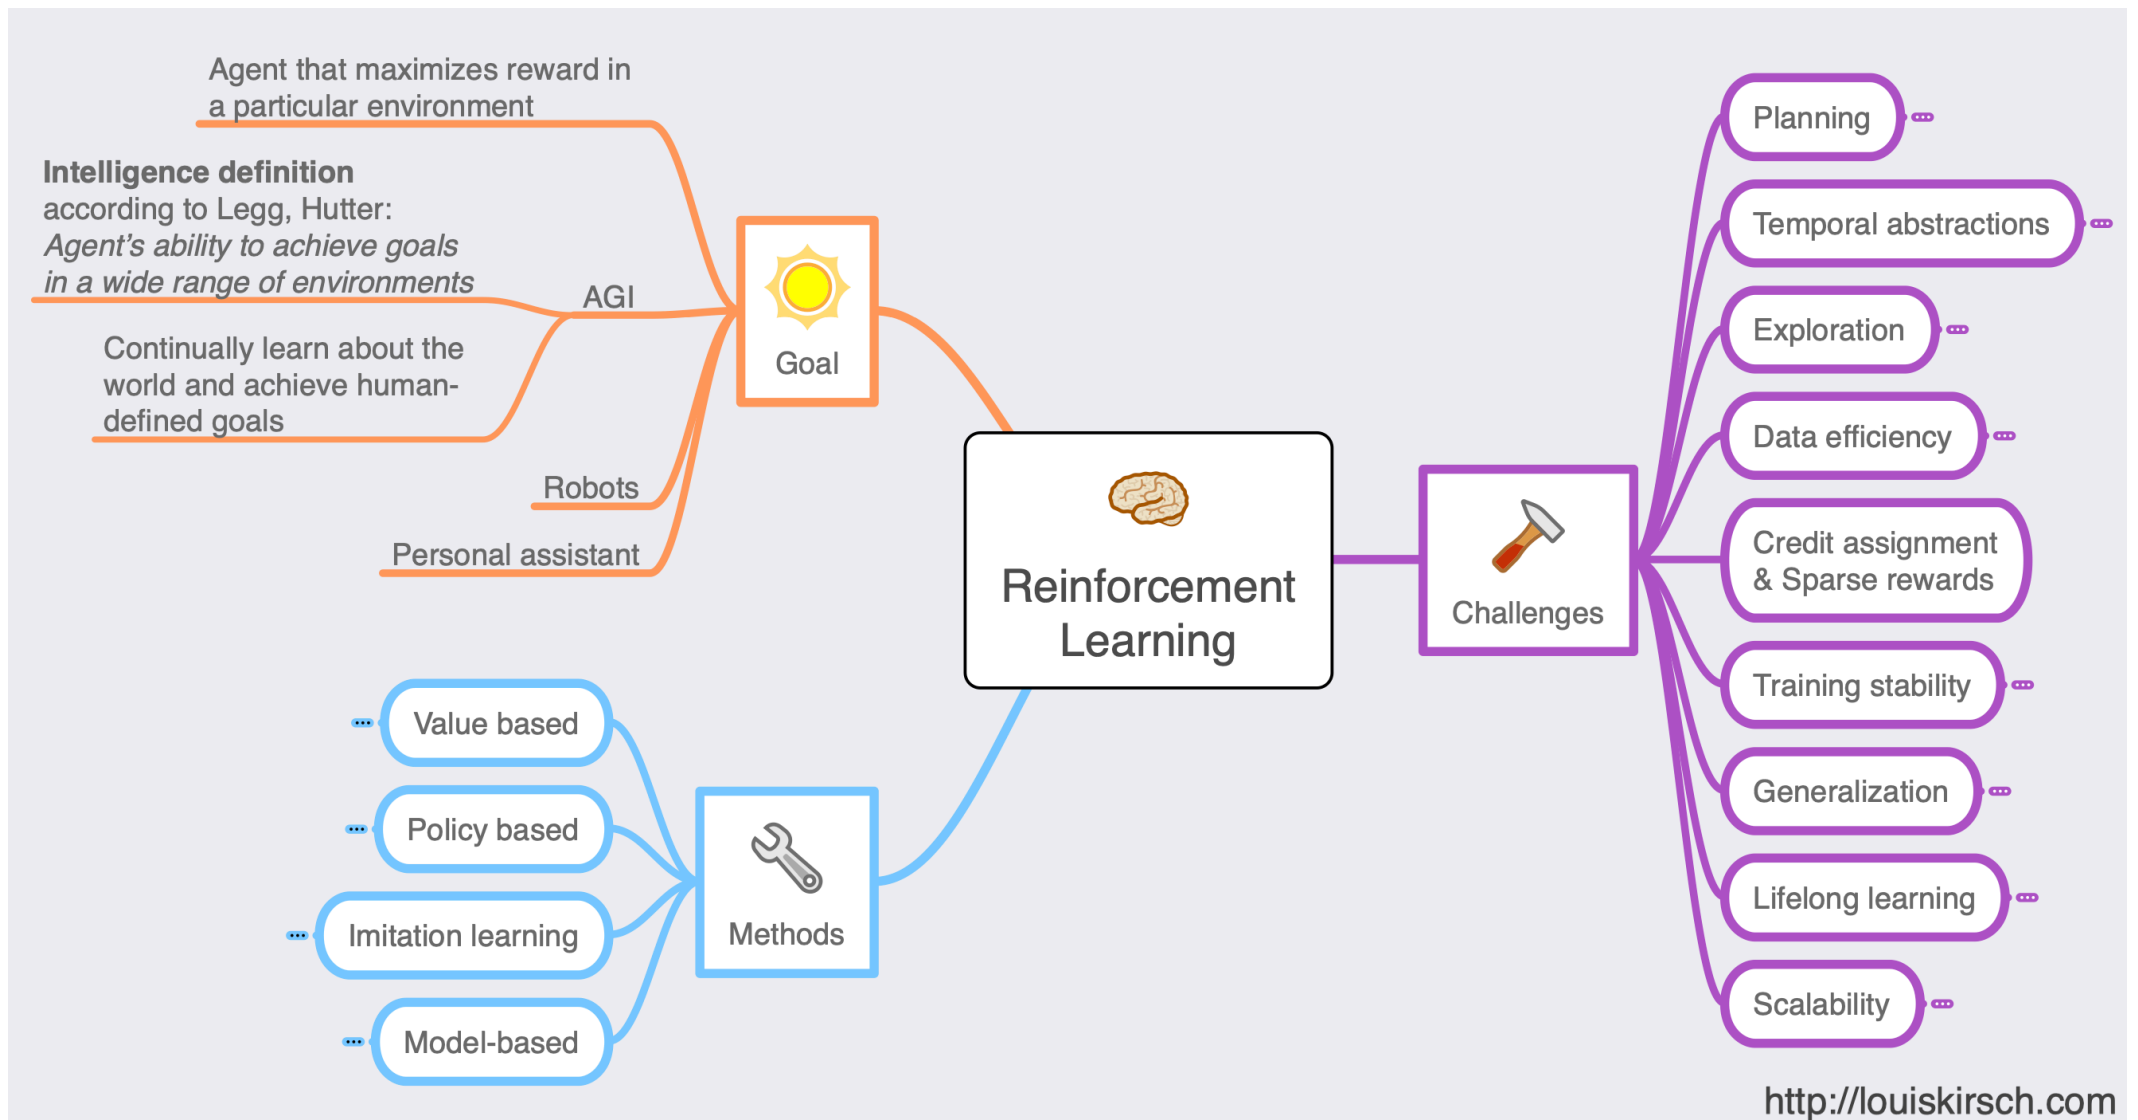 Agent that maximizes reward in
a particular environment
Intelligence definition
according to Legg, Hutter:
Agent’s ability to achieve goals
in a wide range of environments
AGI
Continually learn about the
world and achieve human-
defined goals
Robots
Personal assistant
Goal
Reinforcement
Learning
Value based
Policy based
Imitation learning
Model-based
Methods
Challenges
Planning
Temporal abstractions
Exploration
Data efficiency
Credit assignment
& Sparse rewards
Training stability
Generalization
Lifelong learning
Scalability
http://louiskirsch.com